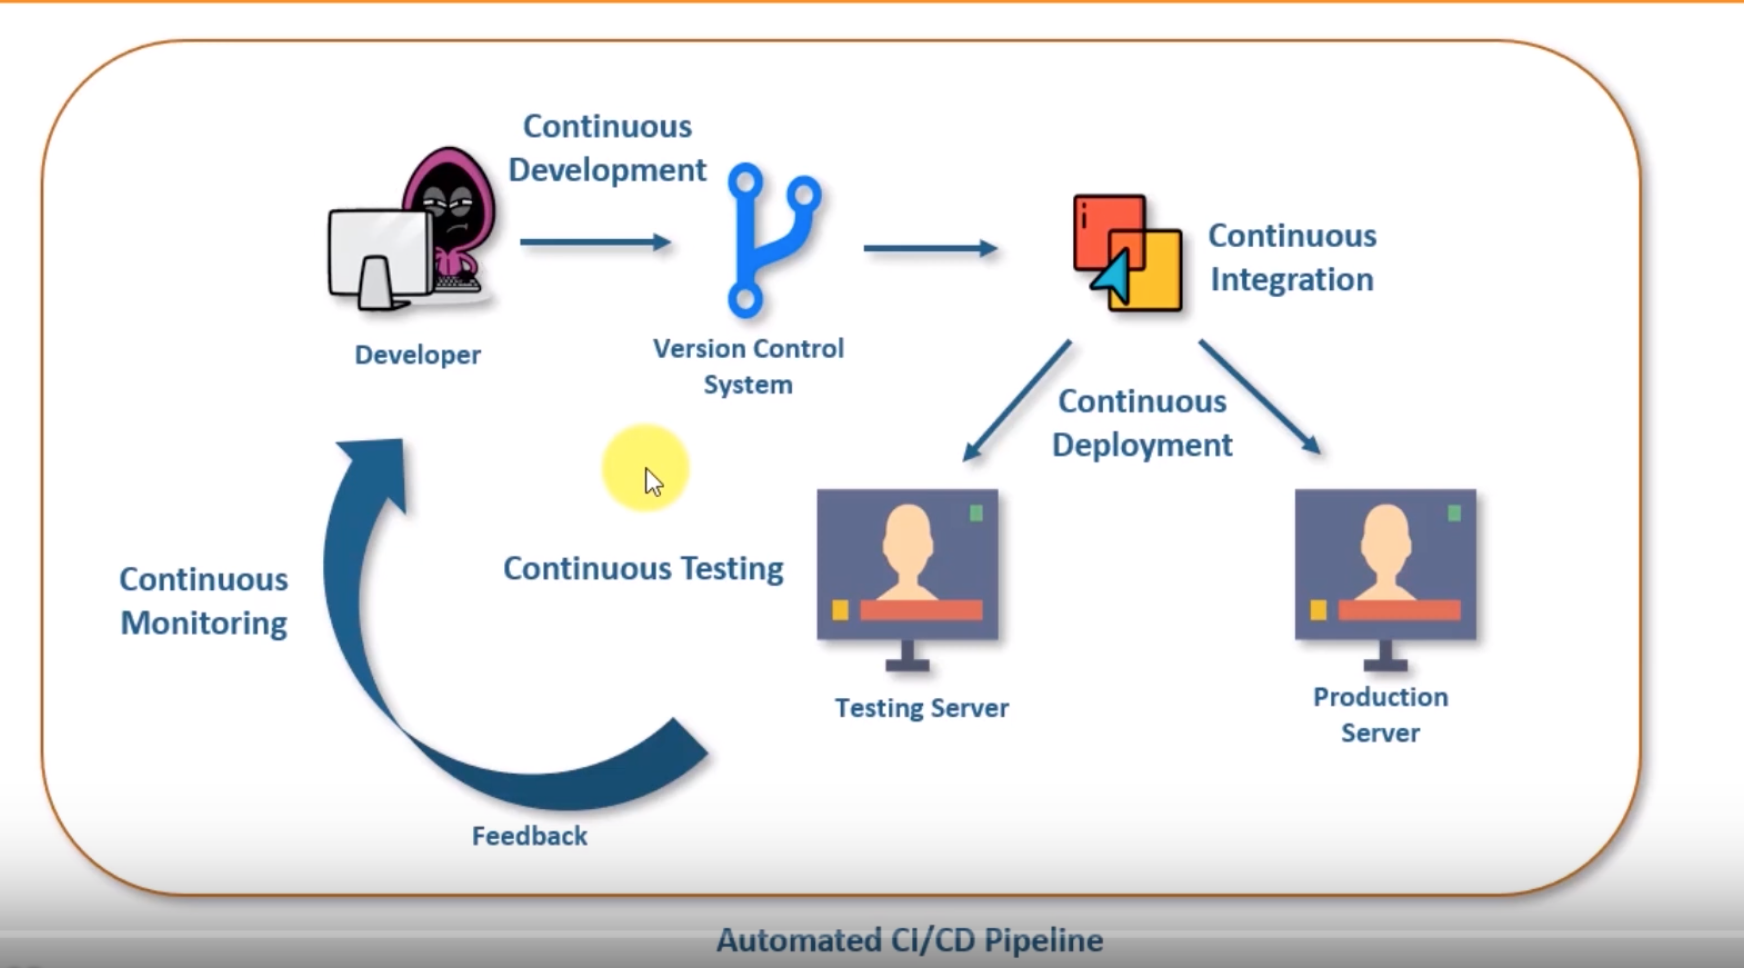 Continuous
Development
Developer
Version Control
System
Continuous
Integration
Continuous
Deployment
Continuous
Monitoring
Continuous Testing
Testing Server
Production
Server
Feedback
Automated CI/CD Pipeline